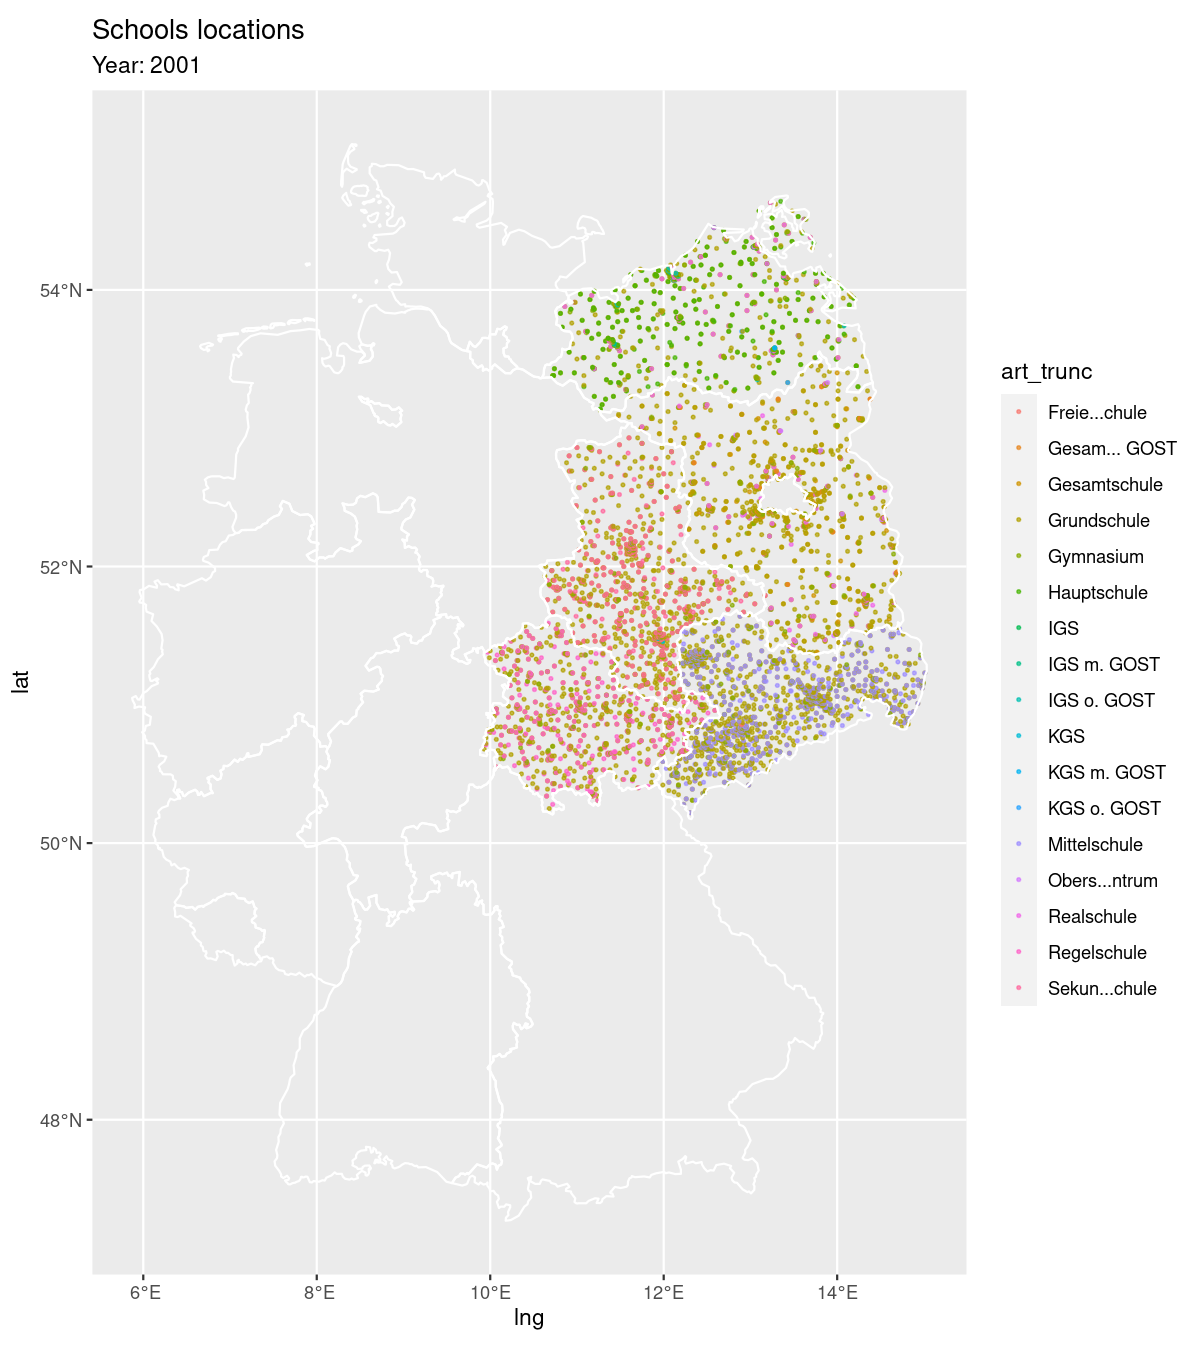 Schools locations
Year: 2001
54°N
52°N
50°N
48°N
lat
6°E
8°E
10°E
12°E
14°E
lng
art_trunc
Freie...chule
Gesam... GOST
Gesamtschule
Grundschule
Gymnasium
Hauptschule
IGS
IGS m. GOST
IGS o. GOST
KGS
KGS m. GOST
KGS o. GOST
Mittelschule
Obers...ntrum
Realschule
Regelschule
Sekun...chule